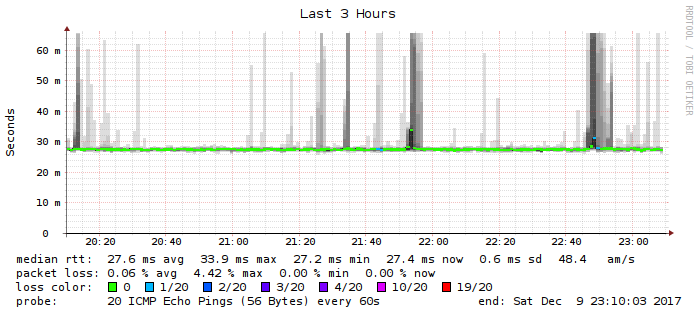 Last 3 Hours
RRDTOOL / TOBI OETIKER
Seconds
60 m
50 m
40 m
30 m
20 m
10 m
0
20:20 20:40 21:00 21:20 21:40 22:00 22:20 22:40 23:00
median rtt: 27.6 ms avg 33.9 ms max 27.2 ms min 27.4 ms now 0.6 ms sd 48.4 am/s
packet loss: 0.06 % avg 4.42 % max 0.00 % min 0.00 % now
loss color: 0 1/20 2/20 3/20 4/20 10/20 19/20
probe: 20 ICMP Echo Pings (56 Bytes) every 60s end: Sat Dec 9 23:10:03 2017